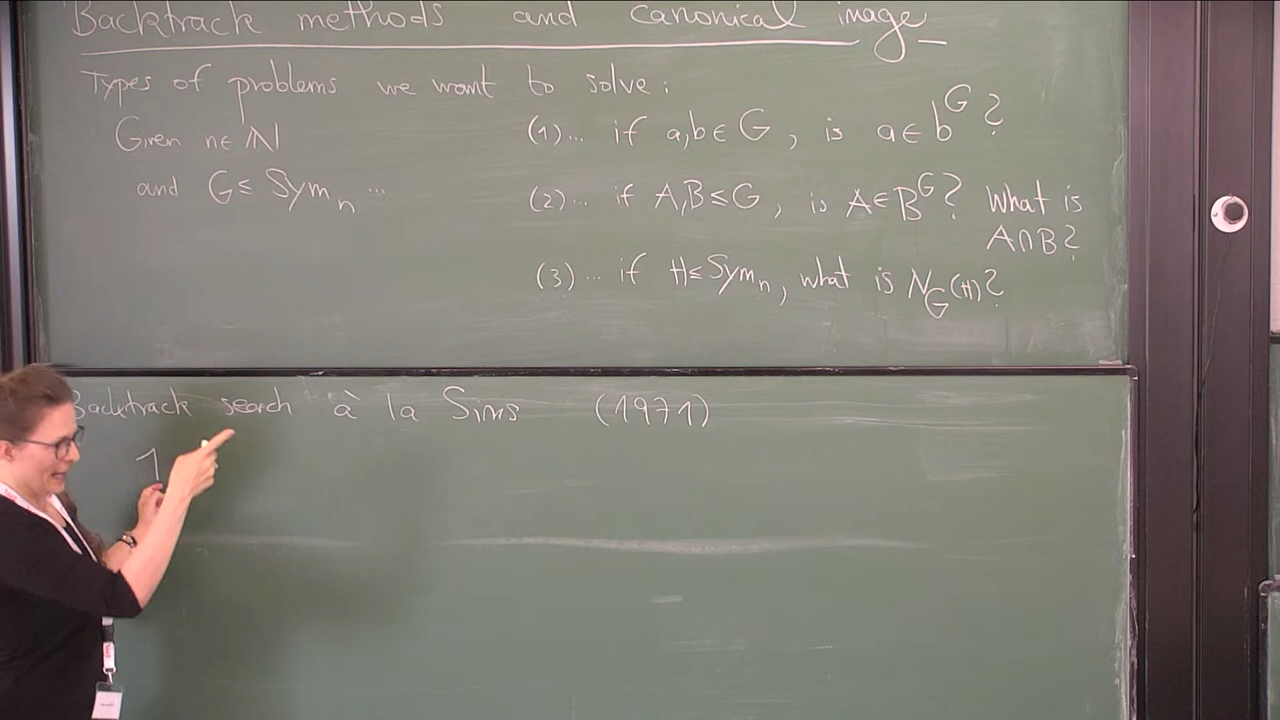 Backtrack methods and canonical image
Types of problems we want to solve:
Given n∈ℕ
and G ≤ Sym_n ...
(1)... if a,b ∈ G, is a ∈ b^G?
(2)... if A,B ≤ G, is A ∈ B^G? What is
A∩B?
(3)... if H ≤ Sym_n, what is N_G(H)?
Backtrack search à la Sims (1971)
1